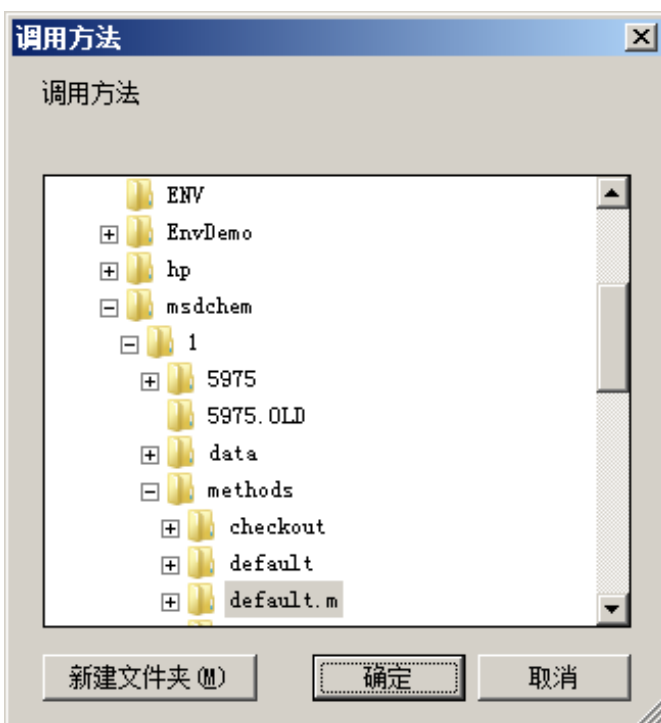 调用方法
调用方法
ENV
EnvDemo
hp
msdchem
1
5975
5975.OLD
data
methods
checkout
default
default.m
新建文件夹(M) 确定 取消